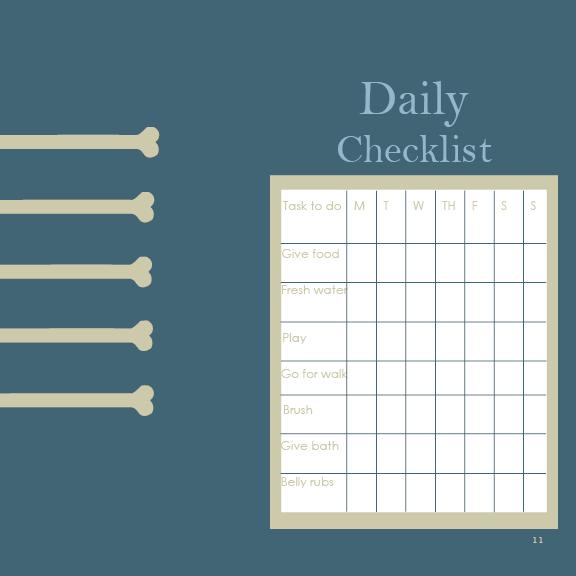 Daily
Checklist
Task to do M T W TH F S S
Give food
Fresh water
Play
Go for walk
Brush
Give bath
Belly rubs
11